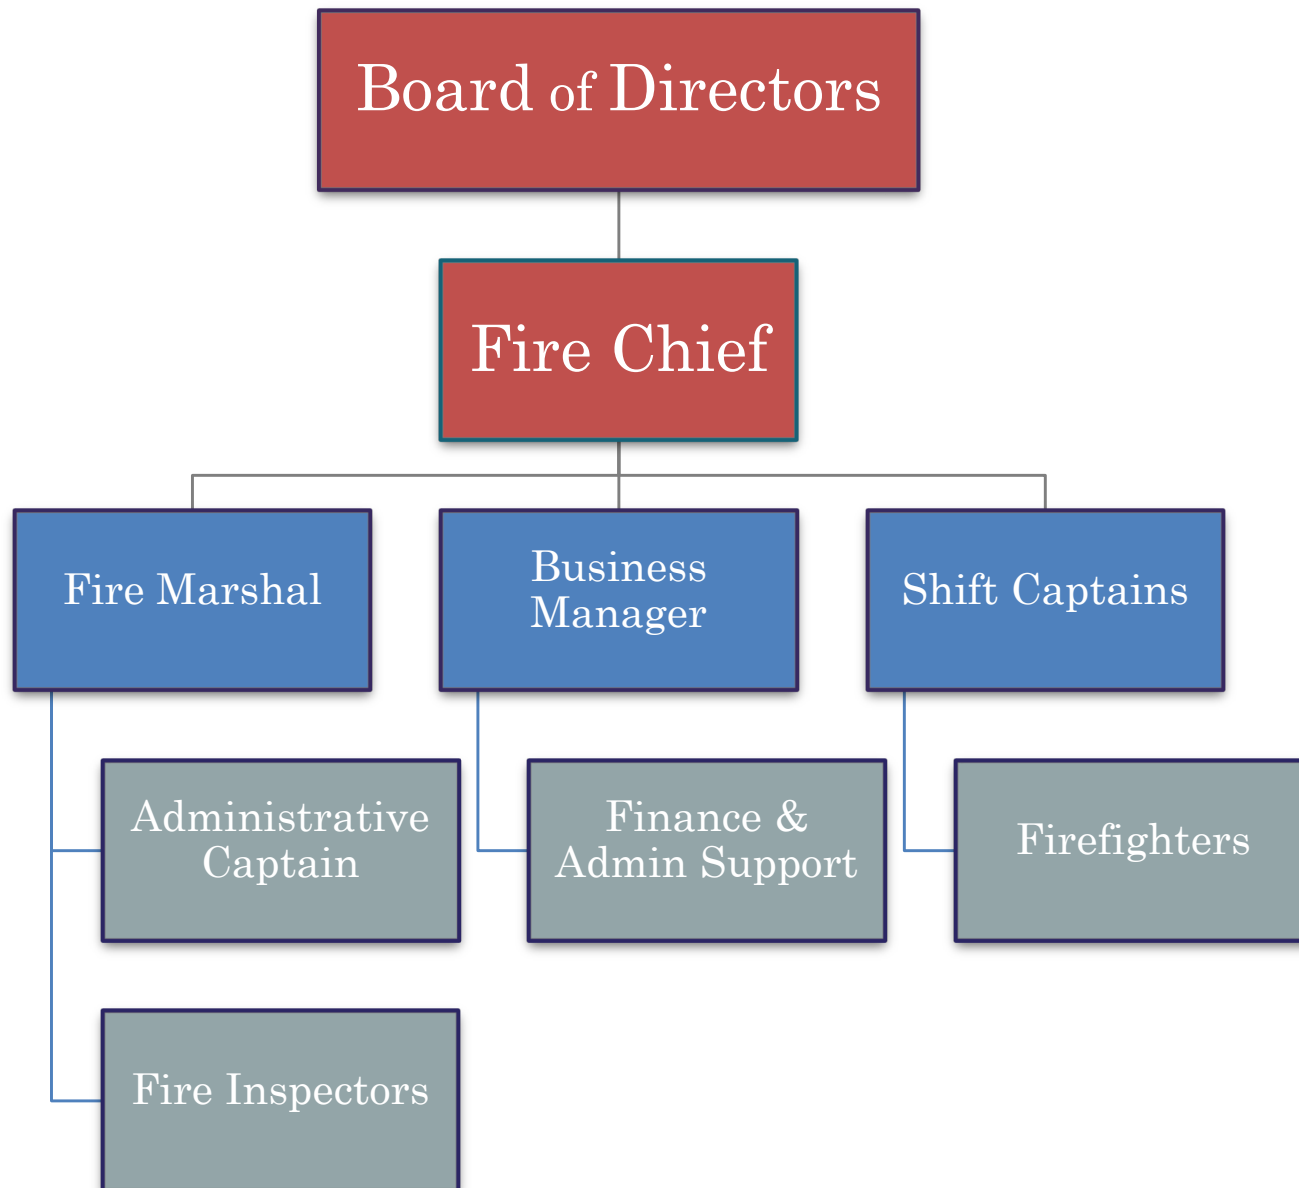 Board of Directors
Fire Chief
Fire Marshal
Business
Manager
Shift Captains
Administrative
Captain
Finance &
Admin Support
Firefighters
Fire Inspectors